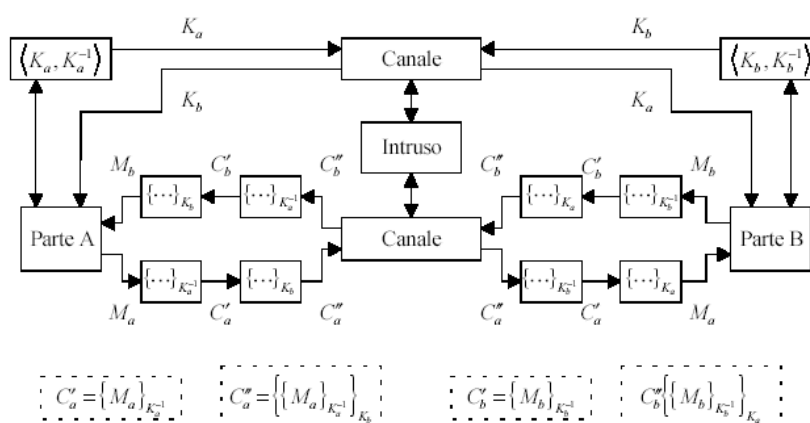 K_a K_b
⟨K_a, K_a^{-1}⟩ Canale ⟨K_b, K_b^{-1}⟩
K_b K_a
Intruso
M_b C'_b C''_b C''_b C'_b M_b
{···}_{K_b} {···}_{K_a^{-1}} {···}_{K_a} {···}_{K_b^{-1}}
Parte A Canale Parte B
{···}_{K_a^{-1}} {···}_{K_b} {···}_{K_b^{-1}} {···}_{K_a}
M_a C'_a C''_a C''_a C'_a M_a
C'_a = {M_a}_{K_a^{-1}} C''_a = {{M_a}_{K_a^{-1}}}_{K_b} C'_b = {M_b}_{K_b^{-1}} C''_b {{M_b}_{K_b^{-1}}}_{K_a}